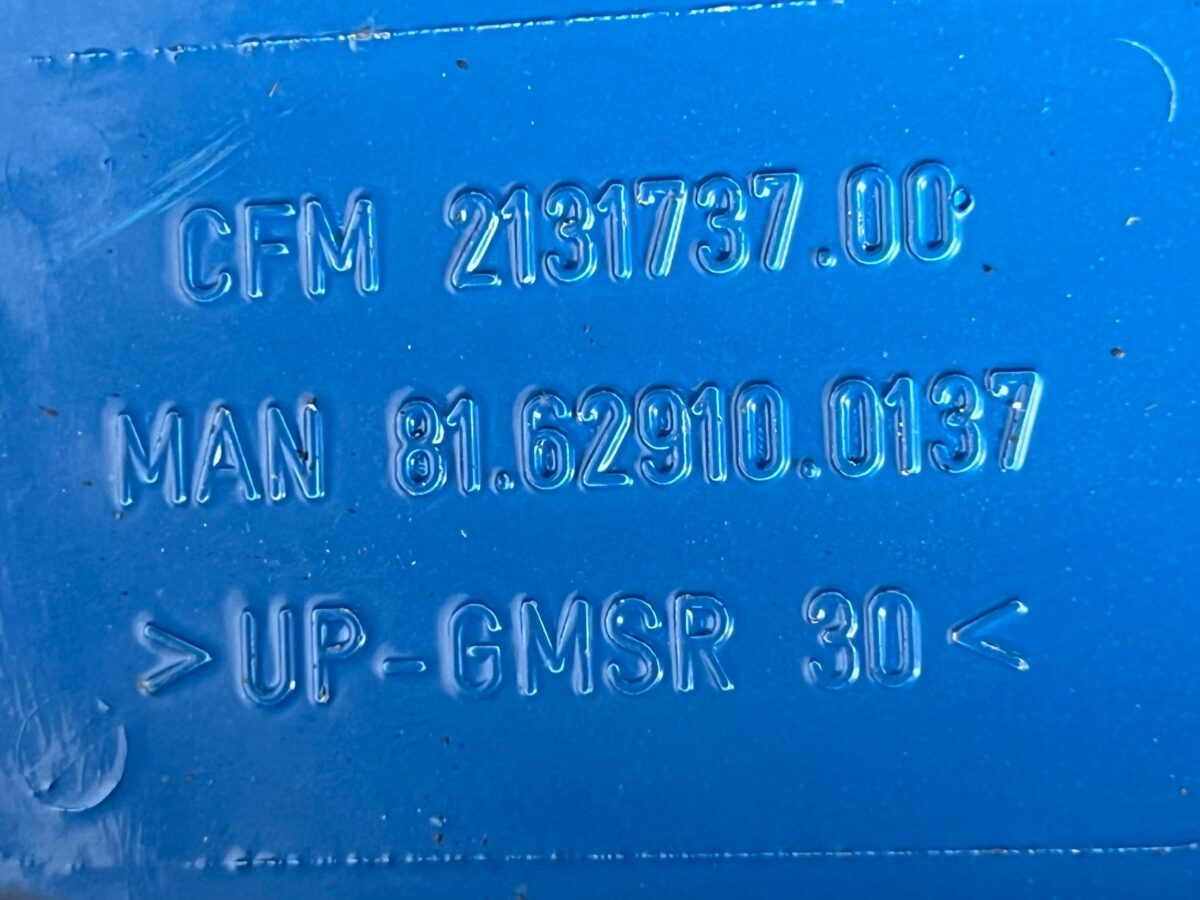 CFM 2131737.00
MAN 81.62910.0137
>UP-GMSR 30<